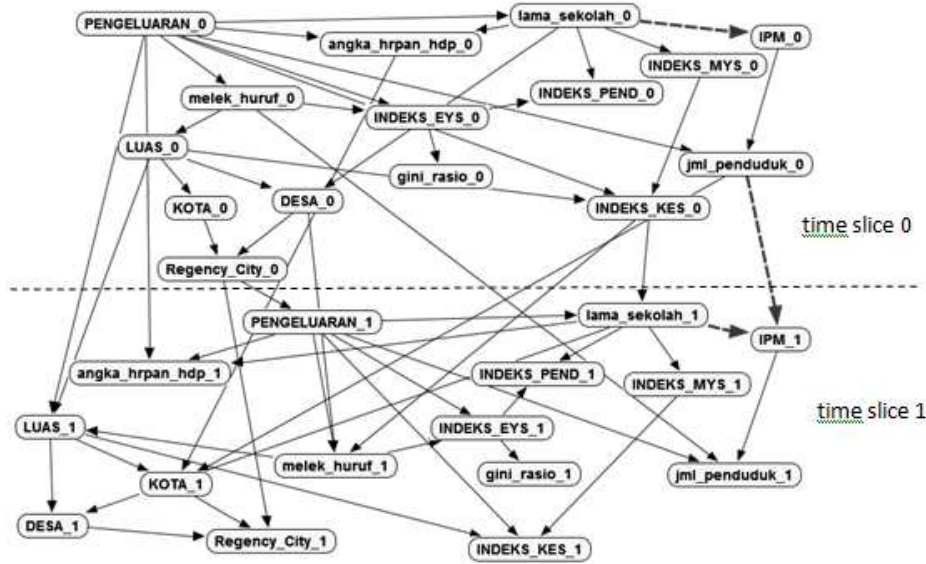 PENGELUARAN_0
lama_sekolah_0
IPM_0
angka_hrpan_hdp_0
INDEKS_MYS_0
INDEKS_PEND_0
melek_huruf_0
INDEKS_EYS_0
LUAS_0
jml_penduduk_0
gini_rasio_0
DESA_0
KOTA_0
INDEKS_KES_0
time slice 0
Regency_City_0
PENGELUARAN_1
lama_sekolah_1
IPM_1
angka_hrpan_hdp_1
INDEKS_PEND_1
INDEKS_MYS_1
time slice 1
LUAS_1
INDEKS_EYS_1
melek_huruf_1
gini_rasio_1
jml_penduduk_1
KOTA_1
DESA_1
Regency_City_1
INDEKS_KES_1